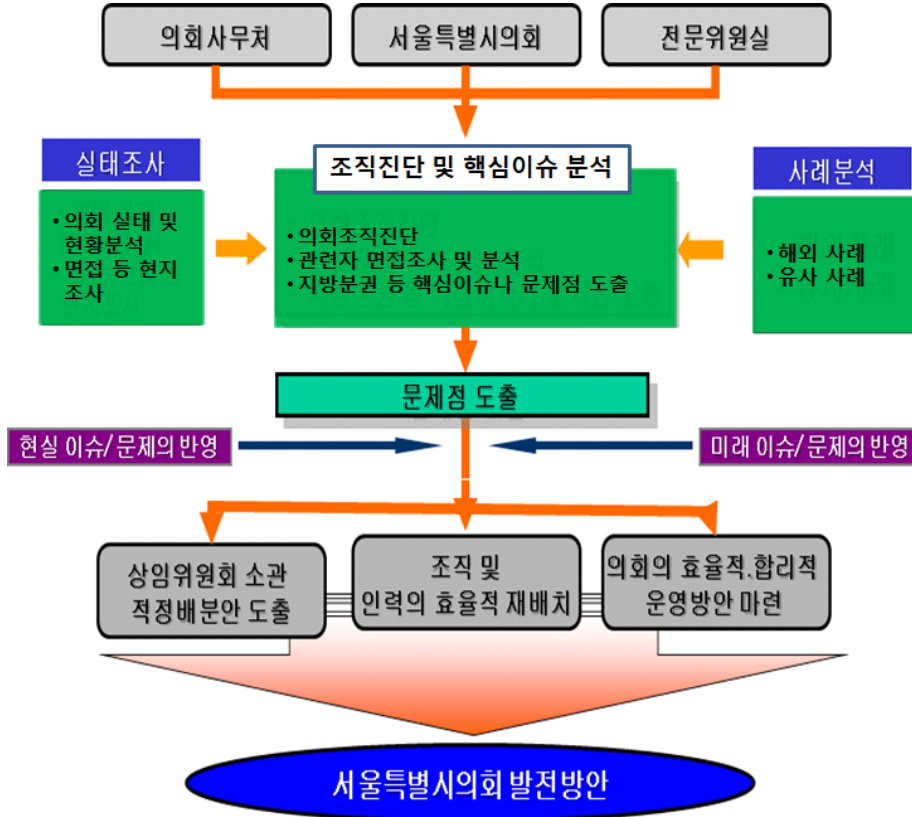 의회사무처
서울특별시의회
전문위원실
실태조사
조직진단 및 핵심이슈 분석
사례분석
• 의회 실태 및
현황분석
• 면접 등 현지
조사
• 의회조직진단
• 관련자 면접조사 및 분석
• 지방분권 등 핵심이슈나 문제점 도출
• 해외 사례
• 유사 사례
문제점 도출
현실 이슈/문제의 반영
미래 이슈/문제의 반영
상임위원회 소관
적정배분안 도출
조직 및
인력의 효율적 재배치
의회의 효율적.합리적
운영방안 마련
서울특별시의회 발전방안